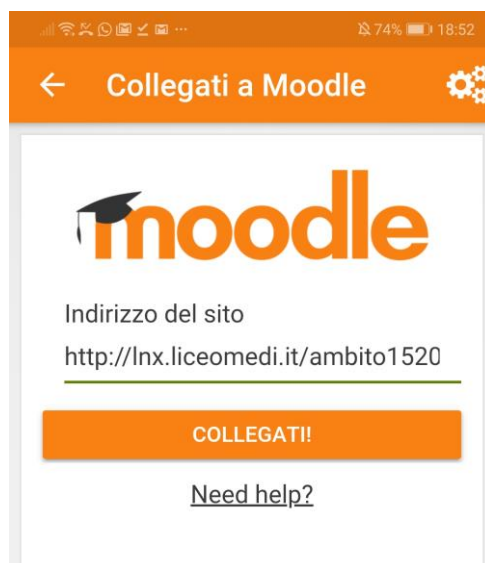 74% 18:52
Collegati a Moodle
moodle
Indirizzo del sito
http://lnx.liceomedi.it/ambito1520
COLLEGATI!
Need help?